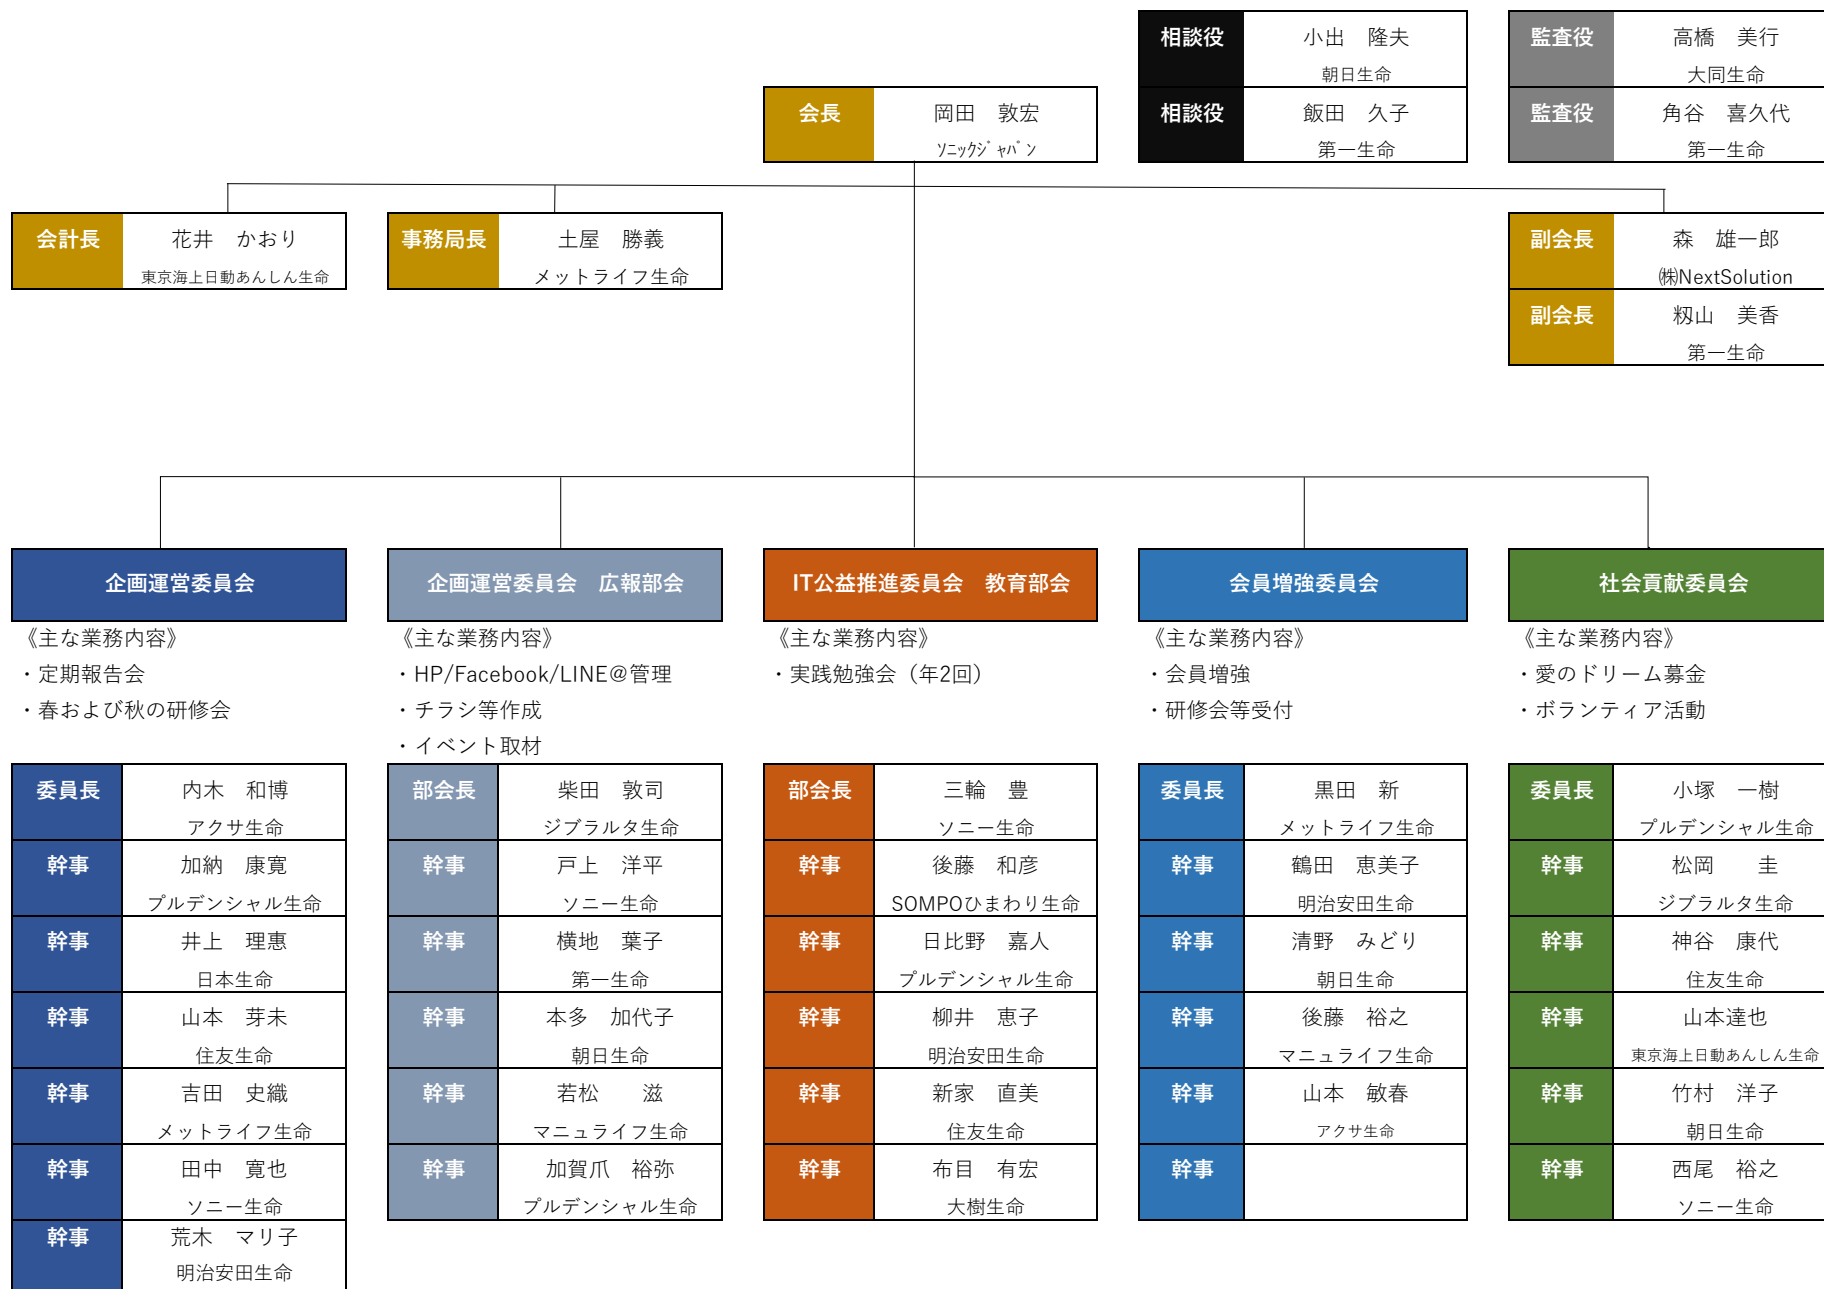 相談役 小出　隆夫
朝日生命
相談役 飯田　久子
第一生命
監査役 高橋　美行
大同生命
監査役 角谷　喜久代
第一生命
会長 岡田　敦宏
ｿﾆｯｸｼﾞｬﾊﾟﾝ
会計長 花井　かおり
東京海上日動あんしん生命
事務局長 土屋　勝義
メットライフ生命
副会長 森　雄一郎
㈱NextSolution
副会長 籾山　美香
第一生命
企画運営委員会
《主な業務内容》
・定期報告会
・春および秋の研修会
委員長 内木　和博
アクサ生命
幹事 加納　康寛
プルデンシャル生命
幹事 井上　理惠
日本生命
幹事 山本　芽未
住友生命
幹事 吉田　史織
メットライフ生命
幹事 田中　寛也
ソニー生命
幹事 荒木　マリ子
明治安田生命
企画運営委員会　広報部会
《主な業務内容》
・HP/Facebook/LINE@管理
・チラシ等作成
・イベント取材
部会長 柴田　敦司
ジブラルタ生命
幹事 戸上　洋平
ソニー生命
幹事 横地　葉子
第一生命
幹事 本多　加代子
朝日生命
幹事 若松　　滋
マニュライフ生命
幹事 加賀爪　裕弥
プルデンシャル生命
IT公益推進委員会　教育部会
《主な業務内容》
・実践勉強会（年2回）
部会長 三輪　豊
ソニー生命
幹事 後藤　和彦
SOMPOひまわり生命
幹事 日比野　嘉人
プルデンシャル生命
幹事 柳井　恵子
明治安田生命
幹事 新家　直美
住友生命
幹事 布目　有宏
大樹生命
会員増強委員会
《主な業務内容》
・会員増強
・研修会等受付
委員長 黒田　新
メットライフ生命
幹事 鶴田　恵美子
明治安田生命
幹事 清野　みどり
朝日生命
幹事 後藤　裕之
マニュライフ生命
幹事 山本　敏春
アクサ生命
幹事
社会貢献委員会
《主な業務内容》
・愛のドリーム募金
・ボランティア活動
委員長 小塚　一樹
プルデンシャル生命
幹事 松岡　　圭
ジブラルタ生命
幹事 神谷　康代
住友生命
幹事 山本達也
東京海上日動あんしん生命
幹事 竹村　洋子
朝日生命
幹事 西尾　裕之
ソニー生命